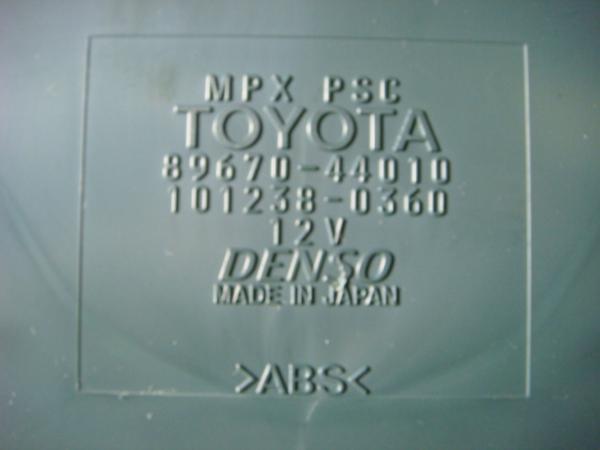 MPX PSC
TOYOTA
89670-44010
101238-0360
12V
DENSO
MADE IN JAPAN
>ABS<